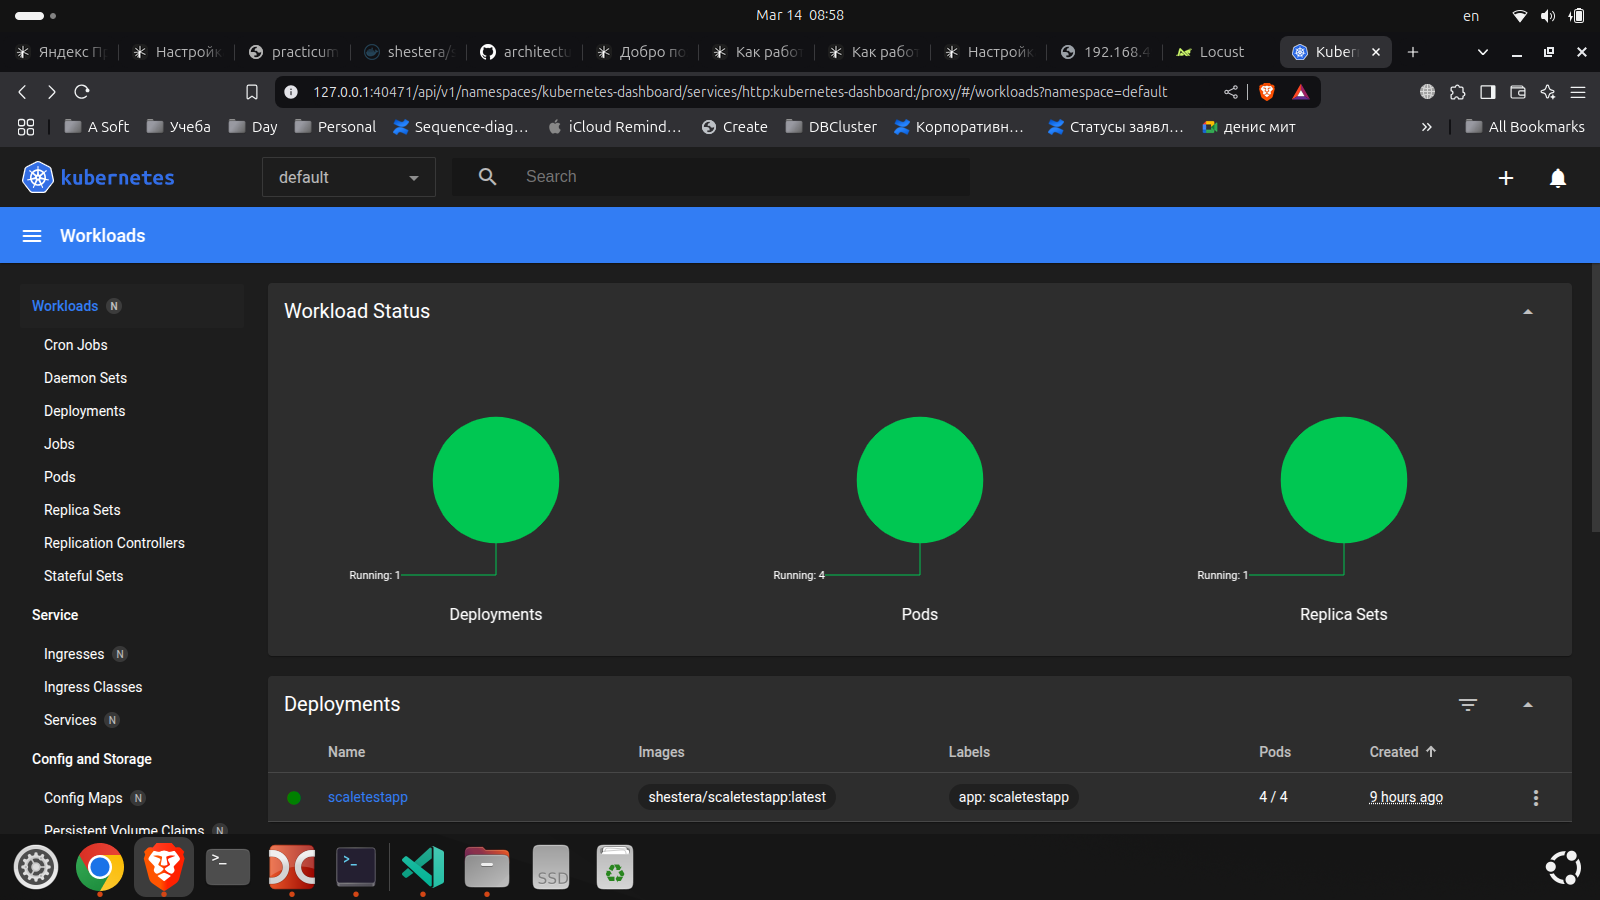 Mar 14 08:58
en
Яндекс Пр
Настройк
practicum
shestera/s
architectu
Добро по
Как работ
Как работ
Настройк
192.168.4
Locust
Kubern
127.0.0.1:40471/api/v1/namespaces/kubernetes-dashboard/services/http:kubernetes-dashboard:/proxy/#/workloads?namespace=default
A Soft
Учеба
Day
Personal
Sequence-diag...
iCloud Remind...
Create
DBCluster
Корпоративн...
Статусы заявл...
денис мит
All Bookmarks
kubernetes
default
Search
Workloads
Workloads N
Cron Jobs
Daemon Sets
Deployments
Jobs
Pods
Replica Sets
Replication Controllers
Stateful Sets
Service
Ingresses N
Ingress Classes
Services N
Config and Storage
Config Maps N
Persistent Volume Claims N
Workload Status
Running: 1
Deployments
Running: 4
Pods
Running: 1
Replica Sets
Deployments
Name Images Labels Pods Created
scaletestapp shestera/scaletestapp:latest app: scaletestapp 4 / 4 9 hours ago
SSD